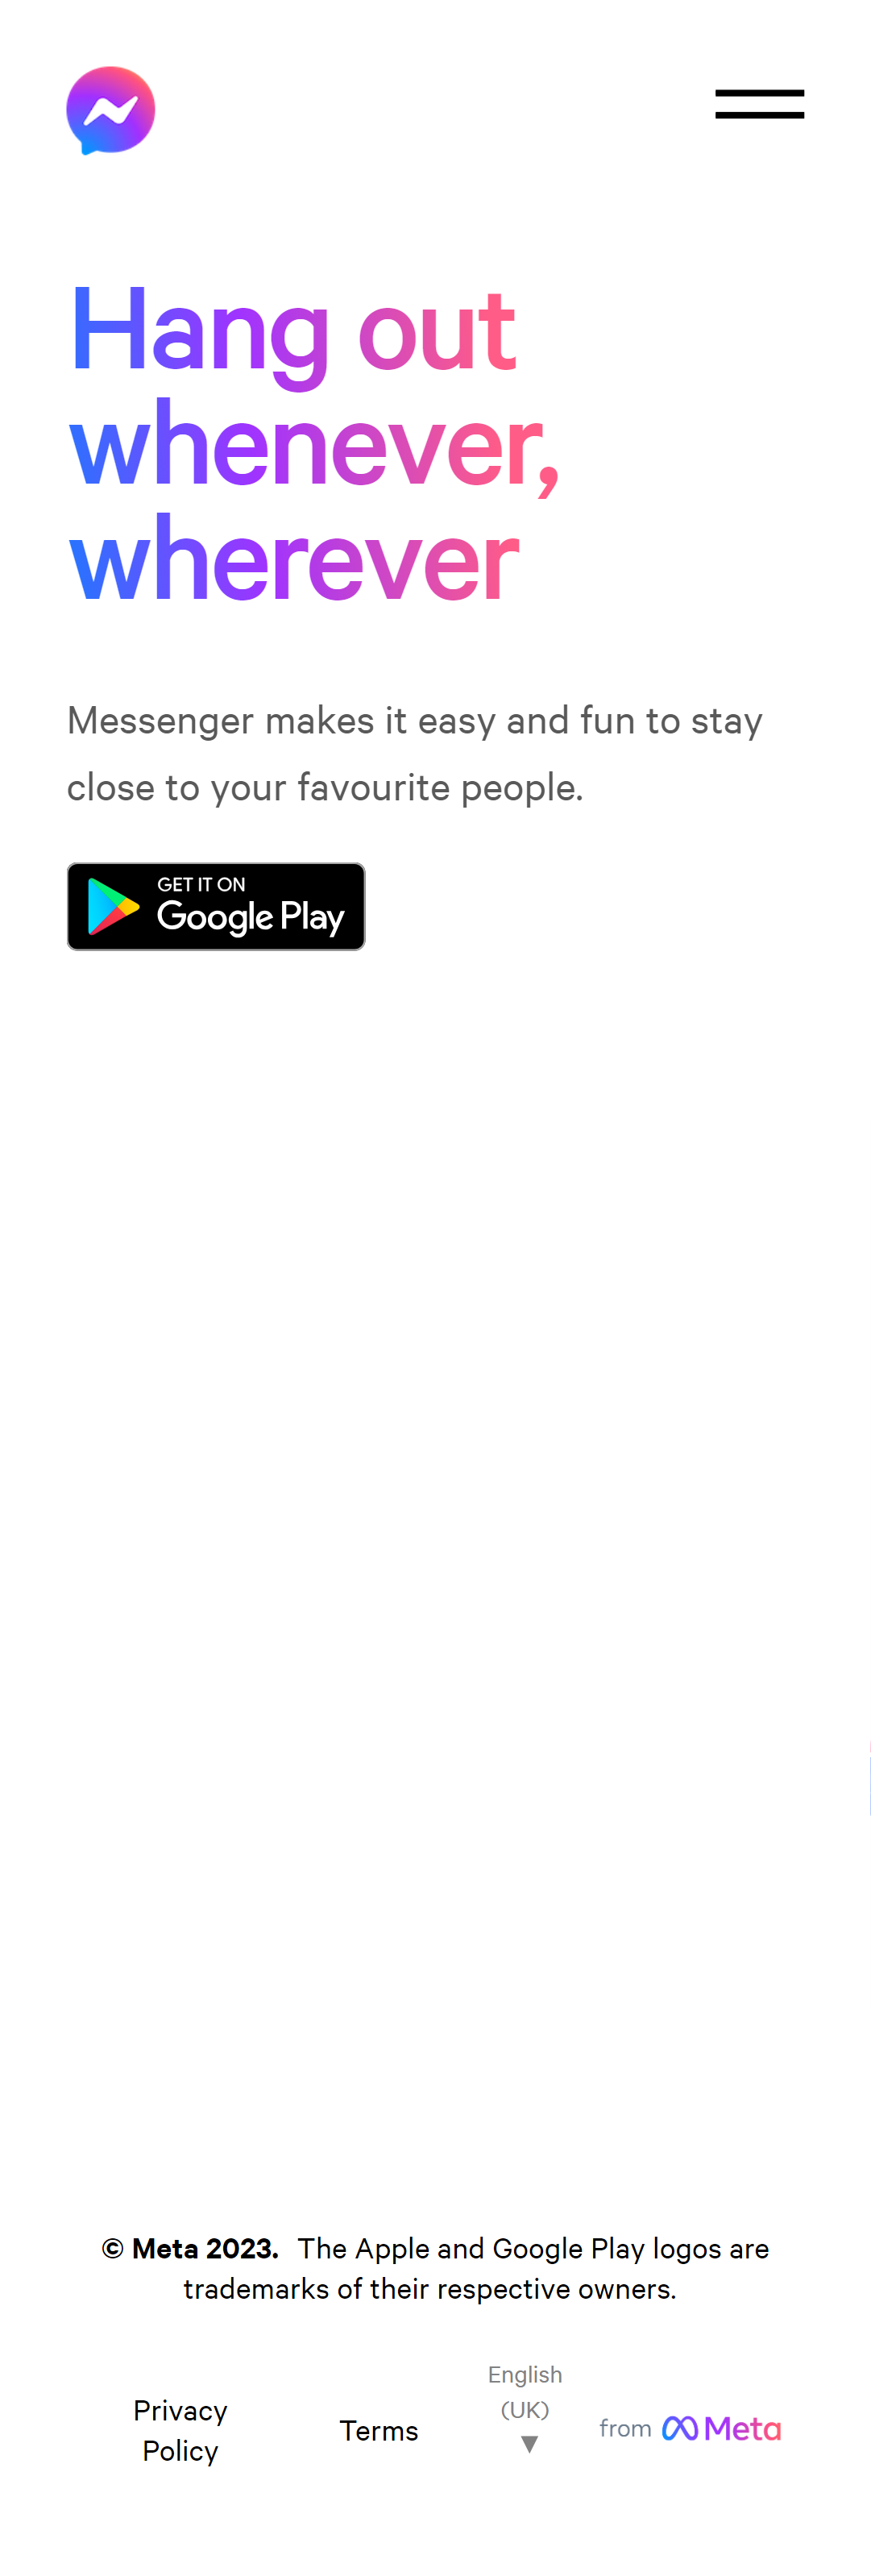 Hang out
whenever,
wherever
Messenger makes it easy and fun to stay
close to your favourite people.
GET IT ON
Google Play
© Meta 2023. The Apple and Google Play logos are
trademarks of their respective owners.
Privacy
Policy
Terms
English
(UK)
▼
from Meta